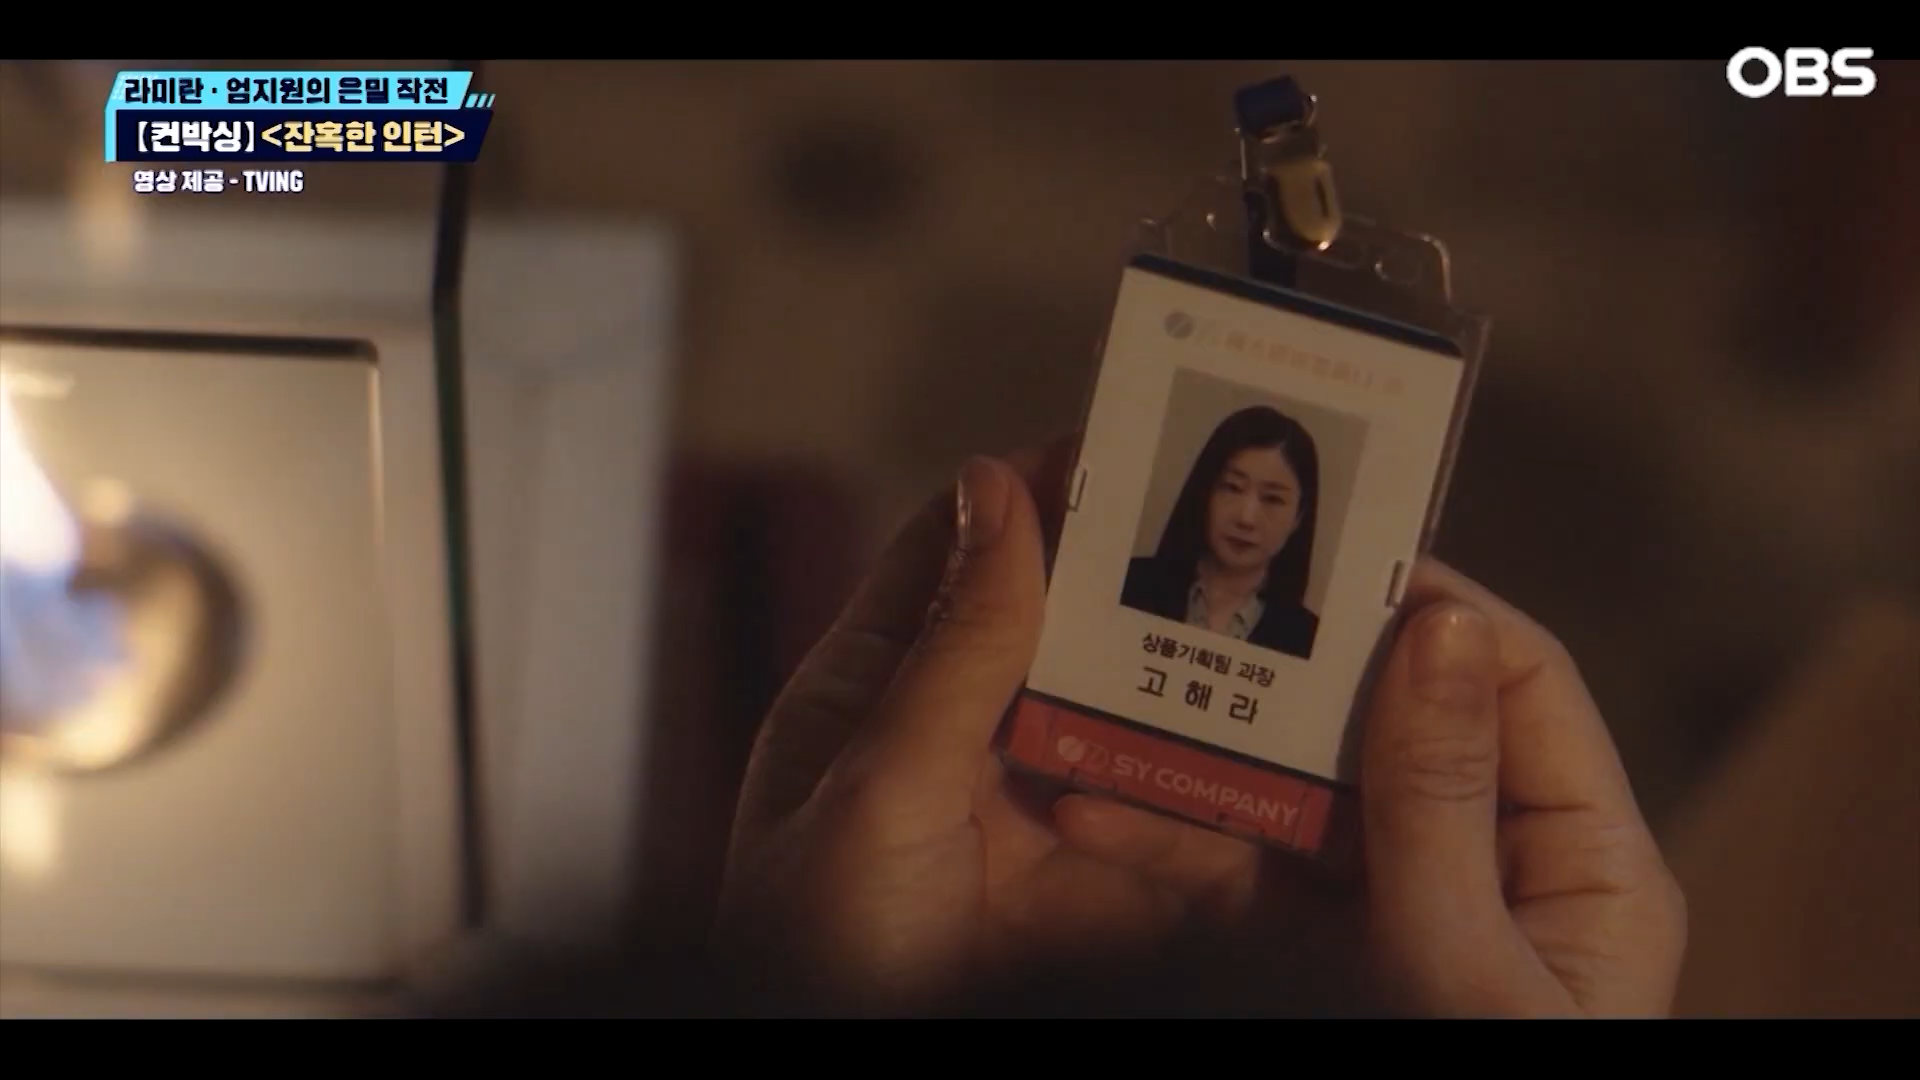 라미란·엄지원의 은밀 작전
OBS
【컨박싱】<잔혹한 인턴>
영상 제공 - TVING
상품기획팀 과장
고해라
SY COMPANY